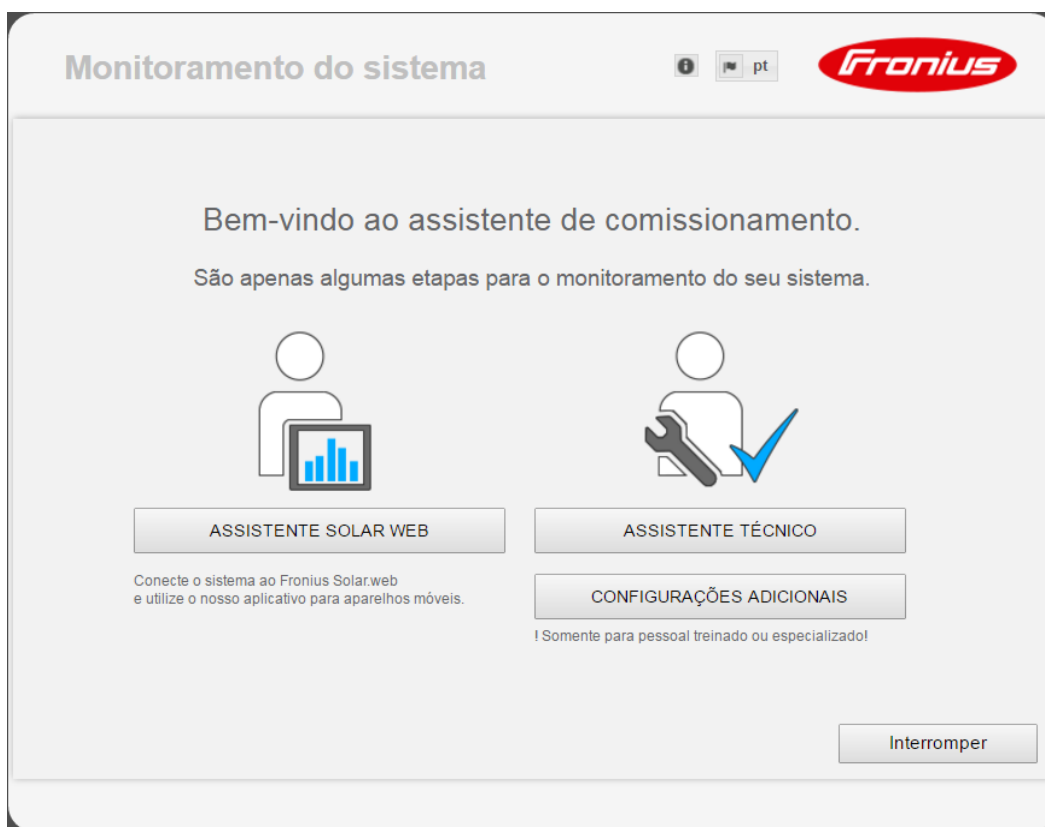 Monitoramento do sistema
pt
Fronius
Bem-vindo ao assistente de comissionamento.
São apenas algumas etapas para o monitoramento do seu sistema.
ASSISTENTE SOLAR WEB
Conecte o sistema ao Fronius Solar.web
e utilize o nosso aplicativo para aparelhos móveis.
ASSISTENTE TÉCNICO
CONFIGURAÇÕES ADICIONAIS
! Somente para pessoal treinado ou especializado!
Interromper